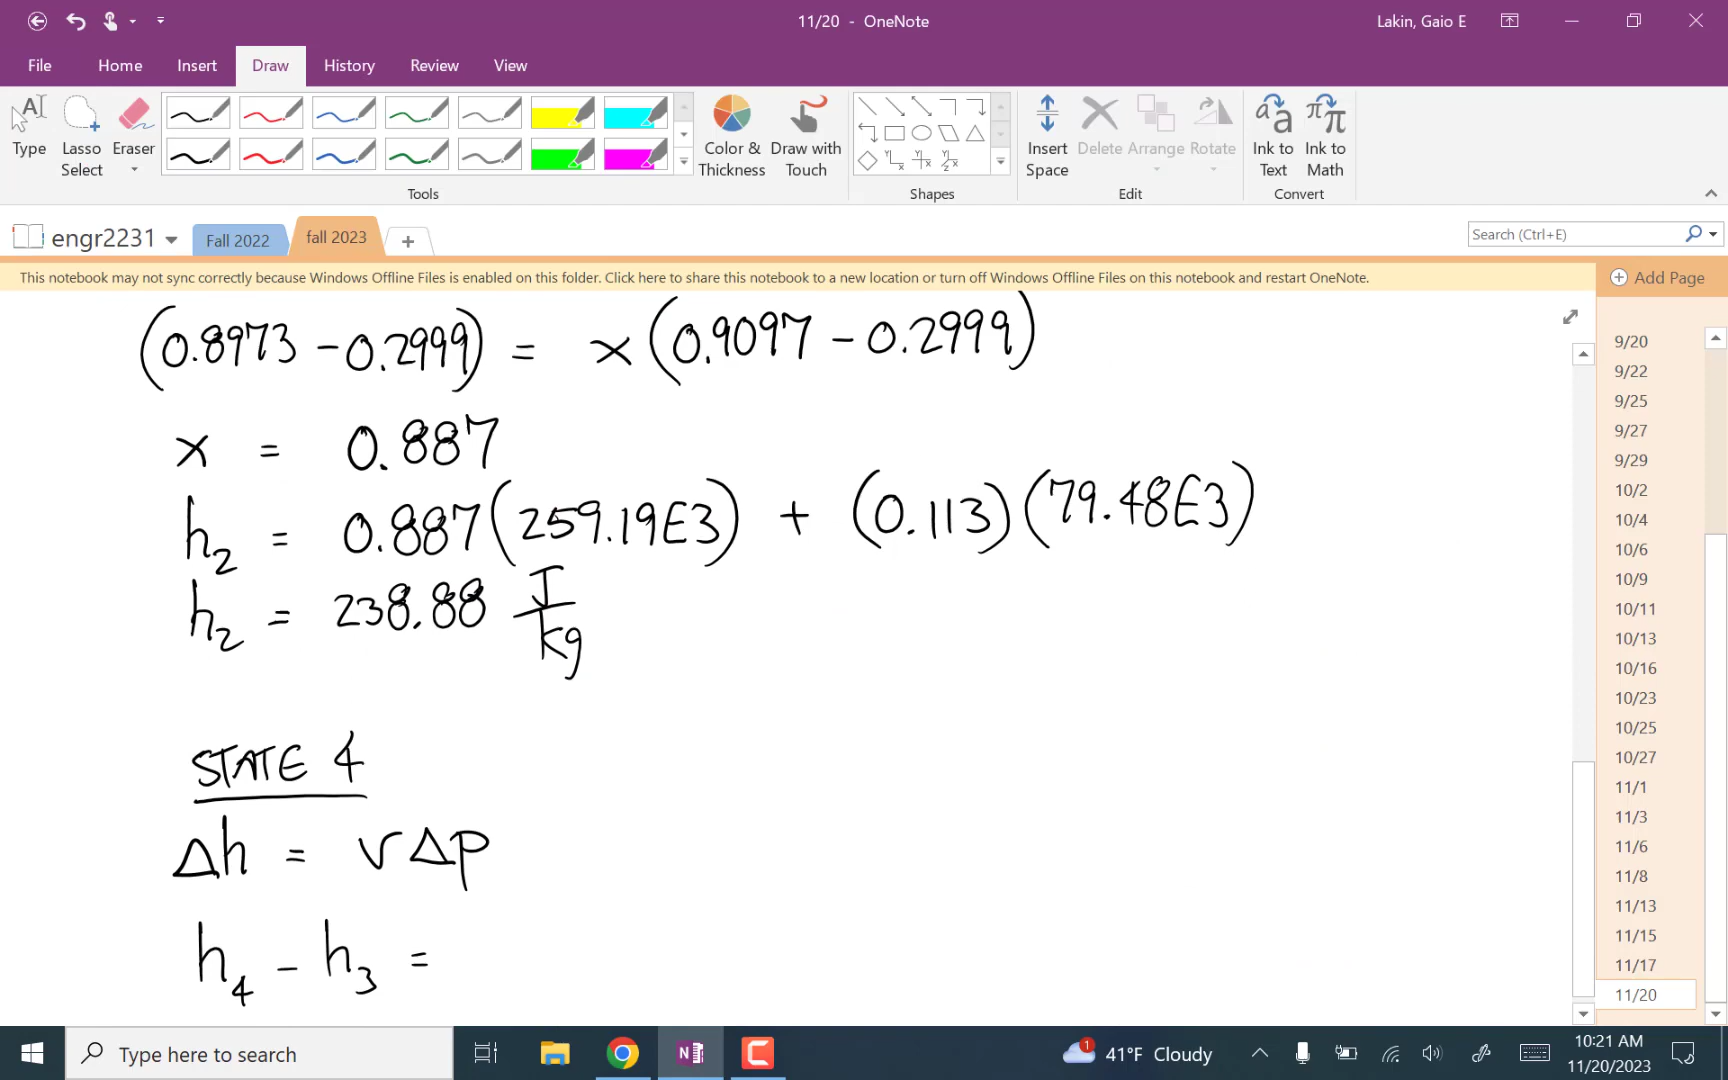 11/20 - OneNote
Lakin, Gaio E
File Home Insert Draw History Review View
Type
Lasso Select
Eraser
Color & Thickness
Draw with Touch
Insert Space
Delete
Arrange
Rotate
Ink to Text
Ink to Math
Tools
Shapes
Edit
Convert
engr2231
Fall 2022
fall 2023
Search (Ctrl+E)
This notebook may not sync correctly because Windows Offline Files is enabled on this folder. Click here to share this notebook to a new location or turn off Windows Offline Files on this notebook and restart OneNote.
Add Page
(0.8973 - 0.2999) = x (0.9097 - 0.2999)
x = 0.887
h₂ = 0.887 (259.19E3) + (0.113) (79.48E3)
h₂ = 238.88 J/kg
STATE 4
Δh = vΔp
h₄ - h₃ =
9/20
9/22
9/25
9/27
9/29
10/2
10/4
10/6
10/9
10/11
10/13
10/16
10/23
10/25
10/27
11/1
11/3
11/6
11/8
11/13
11/15
11/17
11/20
Type here to search
1
41°F Cloudy
10:21 AM
11/20/2023